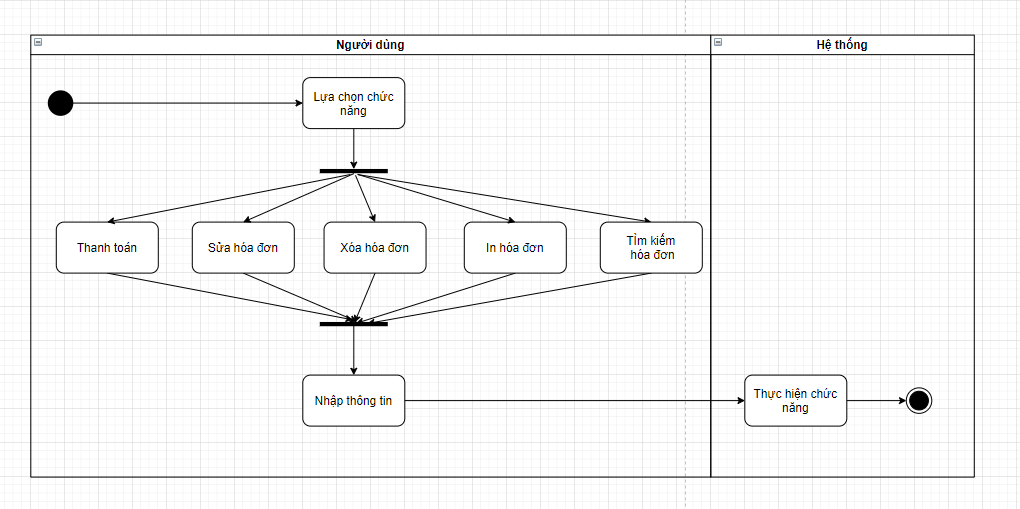 Người dùng
Hệ thống
Lựa chọn chức
năng
Thanh toán
Sửa hóa đơn
Xóa hóa đơn
In hóa đơn
TÌm kiếm
hóa đơn
Nhập thông tin
Thực hiện chức
năng